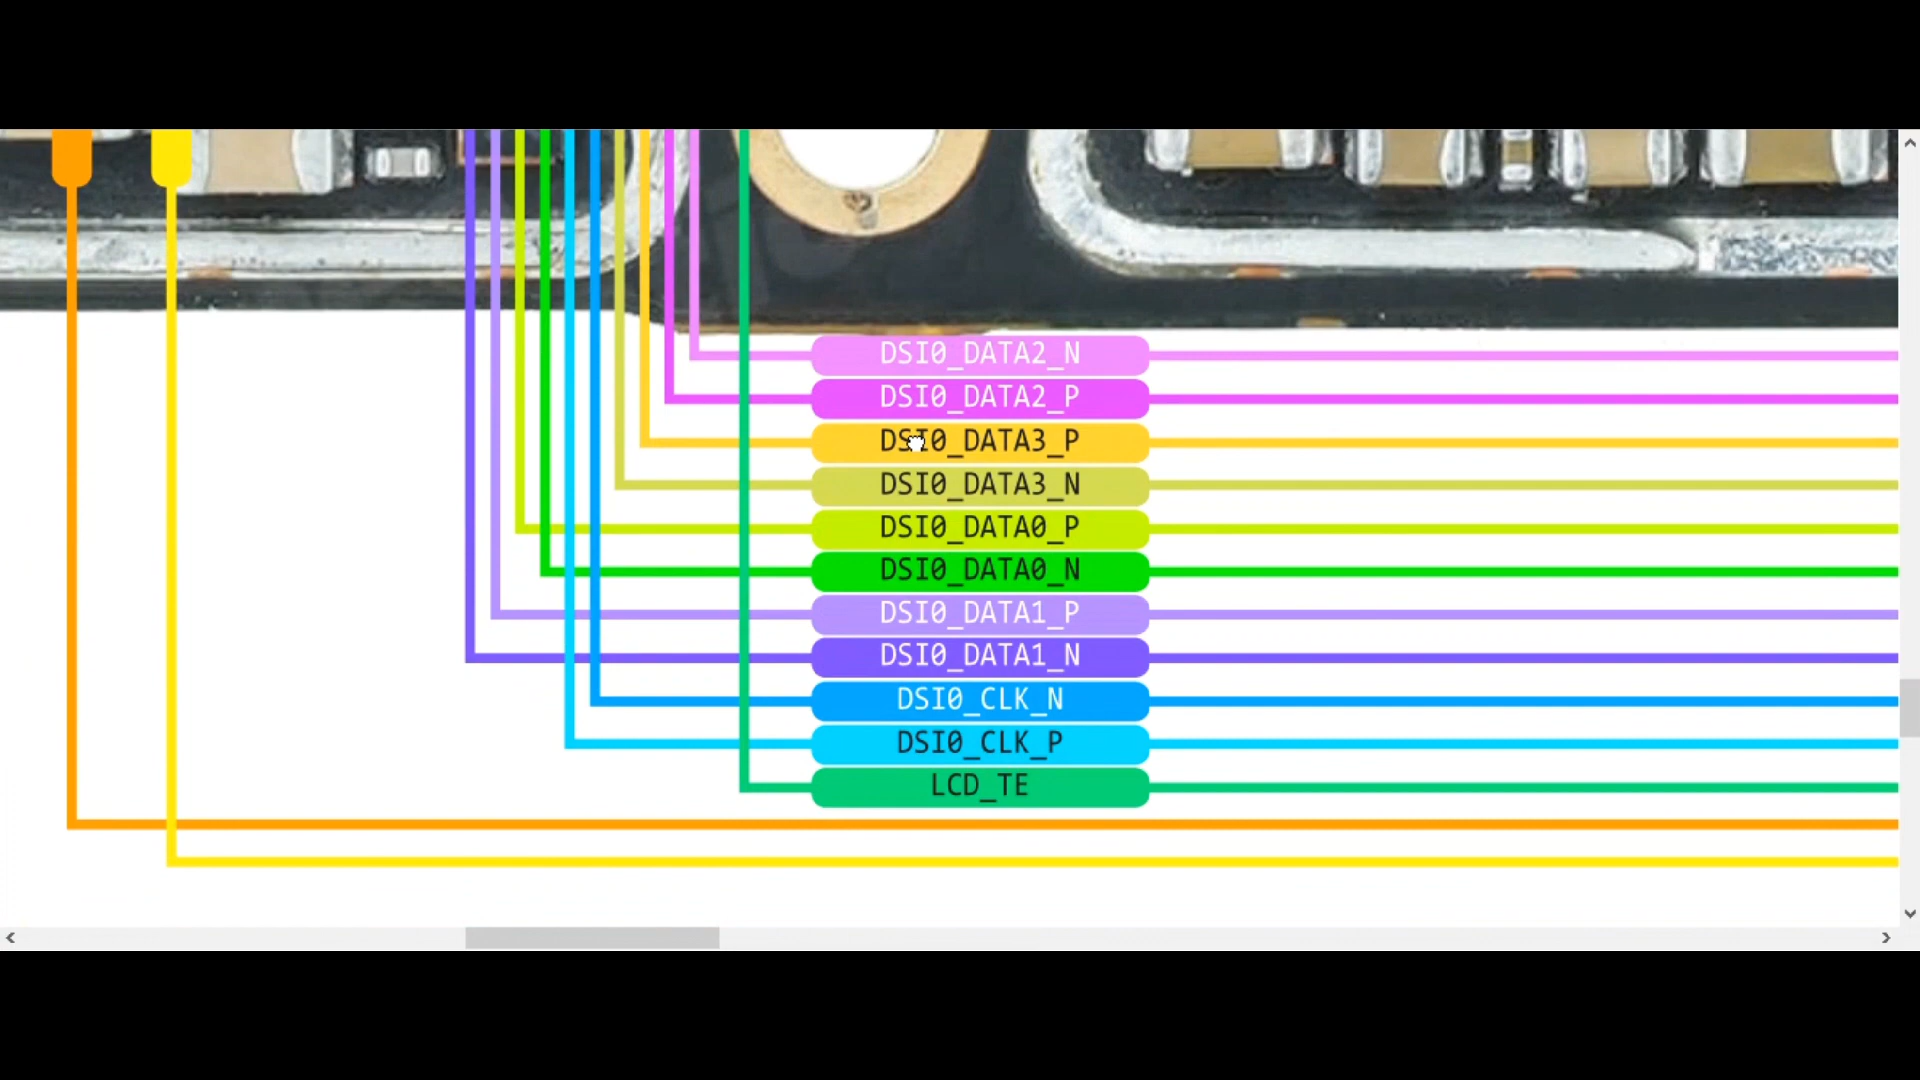 DSI0_DATA2_N
DSI0_DATA2_P
DSI0_DATA3_P
DSI0_DATA3_N
DSI0_DATA0_P
DSI0_DATA0_N
DSI0_DATA1_P
DSI0_DATA1_N
DSI0_CLK_N
DSI0_CLK_P
LCD_TE